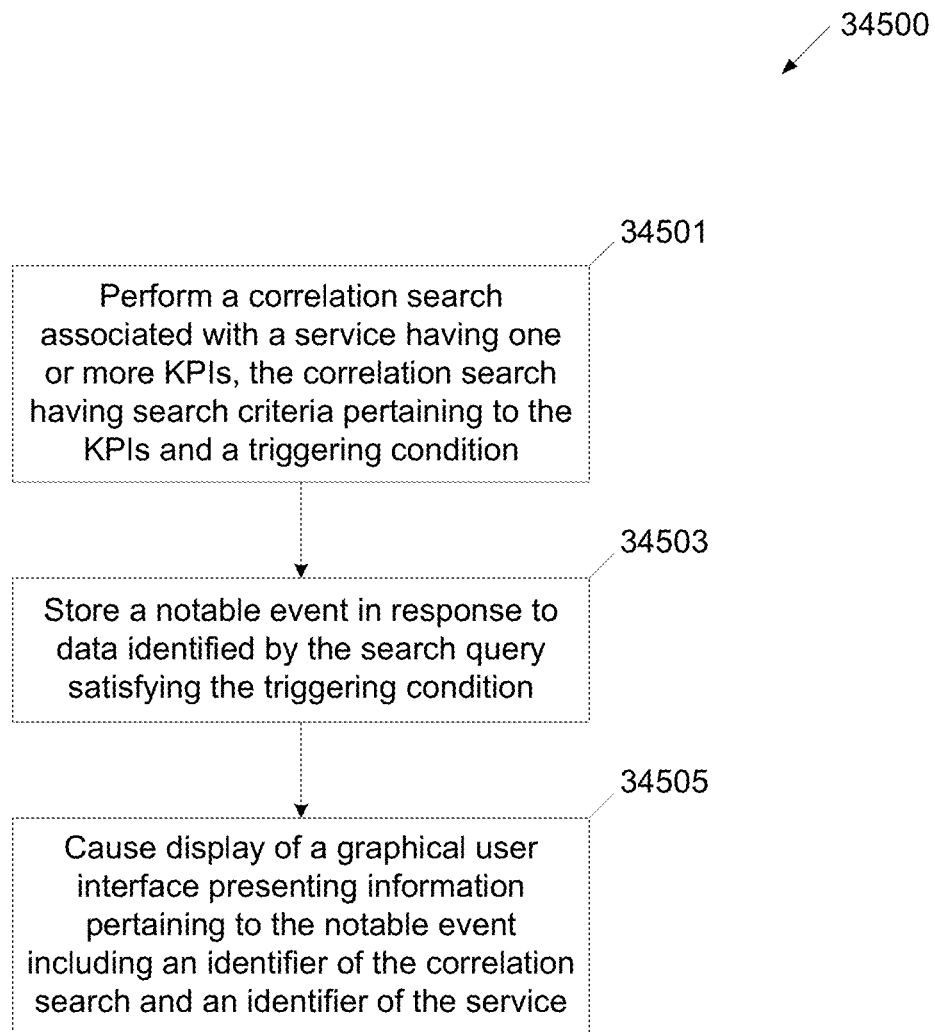 34500
34501
Perform a correlation search
associated with a service having one
or more KPIs, the correlation search
having search criteria pertaining to the
KPIs and a triggering condition
34503
Store a notable event in response to
data identified by the search query
satisfying the triggering condition
34505
Cause display of a graphical user
interface presenting information
pertaining to the notable event
including an identifier of the correlation
search and an identifier of the service